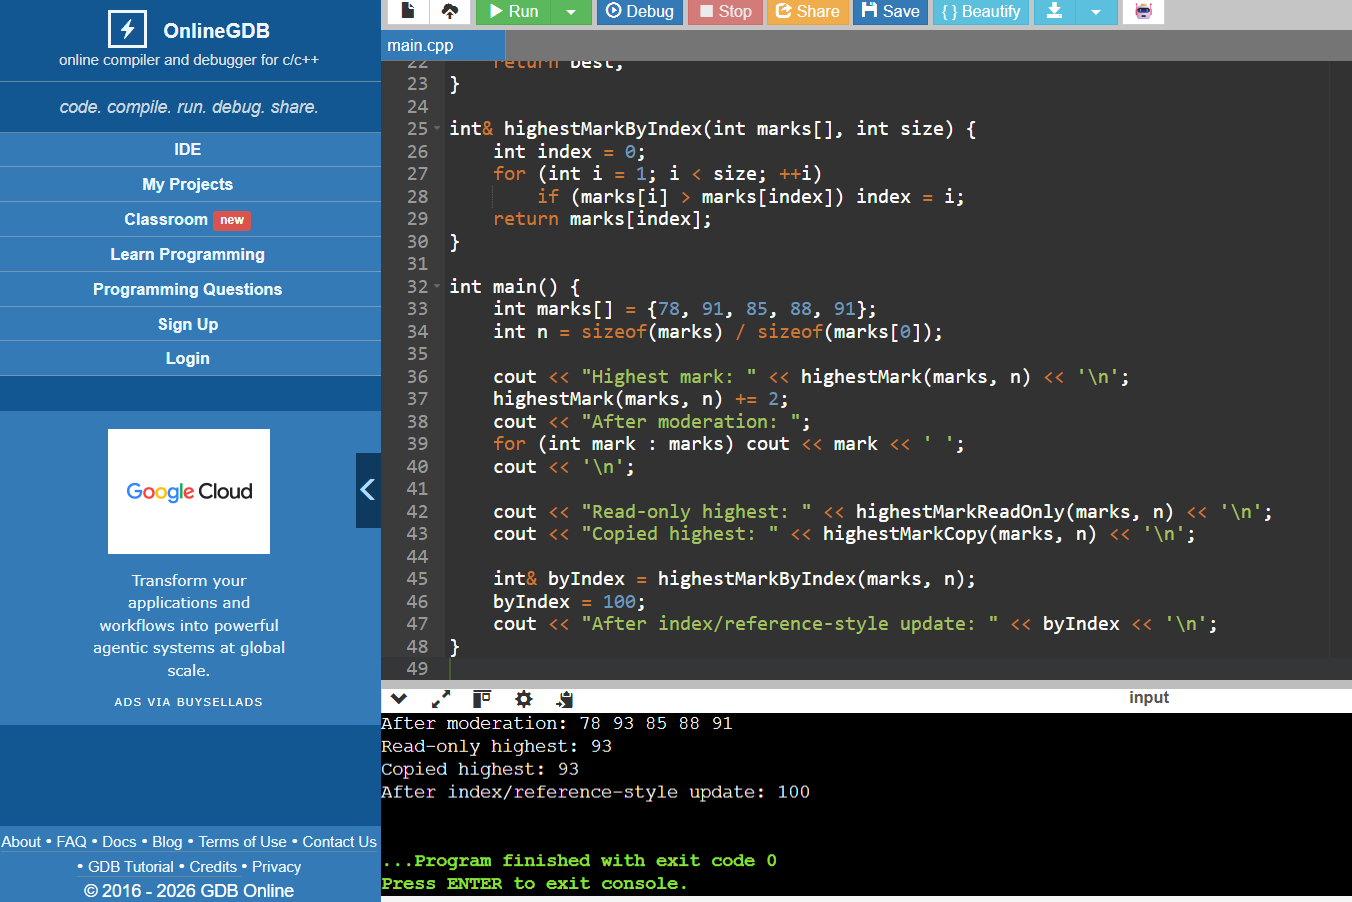 OnlineGDB
online compiler and debugger for c/c++
code. compile. run. debug. share.
IDE
My Projects
Classroom new
Learn Programming
Programming Questions
Sign Up
Login
Google Cloud
Transform your
applications and
workflows into powerful
agentic systems at global
scale.
ADS VIA BUYSELLADS
About • FAQ • Docs • Blog • Terms of Use • Contact Us
• GDB Tutorial • Credits • Privacy
© 2016 - 2026 GDB Online
Run Debug Stop Share Save { } Beautify
main.cpp
22 return best;
23 }
24
25 int& highestMarkByIndex(int marks[], int size) {
26 int index = 0;
27 for (int i = 1; i < size; ++i)
28 if (marks[i] > marks[index]) index = i;
29 return marks[index];
30 }
31
32 int main() {
33 int marks[] = {78, 91, 85, 88, 91};
34 int n = sizeof(marks) / sizeof(marks[0]);
35
36 cout << "Highest mark: " << highestMark(marks, n) << '\n';
37 highestMark(marks, n) += 2;
38 cout << "After moderation: ";
39 for (int mark : marks) cout << mark << ' ';
40 cout << '\n';
41
42 cout << "Read-only highest: " << highestMarkReadOnly(marks, n) << '\n';
43 cout << "Copied highest: " << highestMarkCopy(marks, n) << '\n';
44
45 int& byIndex = highestMarkByIndex(marks, n);
46 byIndex = 100;
47 cout << "After index/reference-style update: " << byIndex << '\n';
48 }
49
input
After moderation: 78 93 85 88 91
Read-only highest: 93
Copied highest: 93
After index/reference-style update: 100
...Program finished with exit code 0
Press ENTER to exit console.